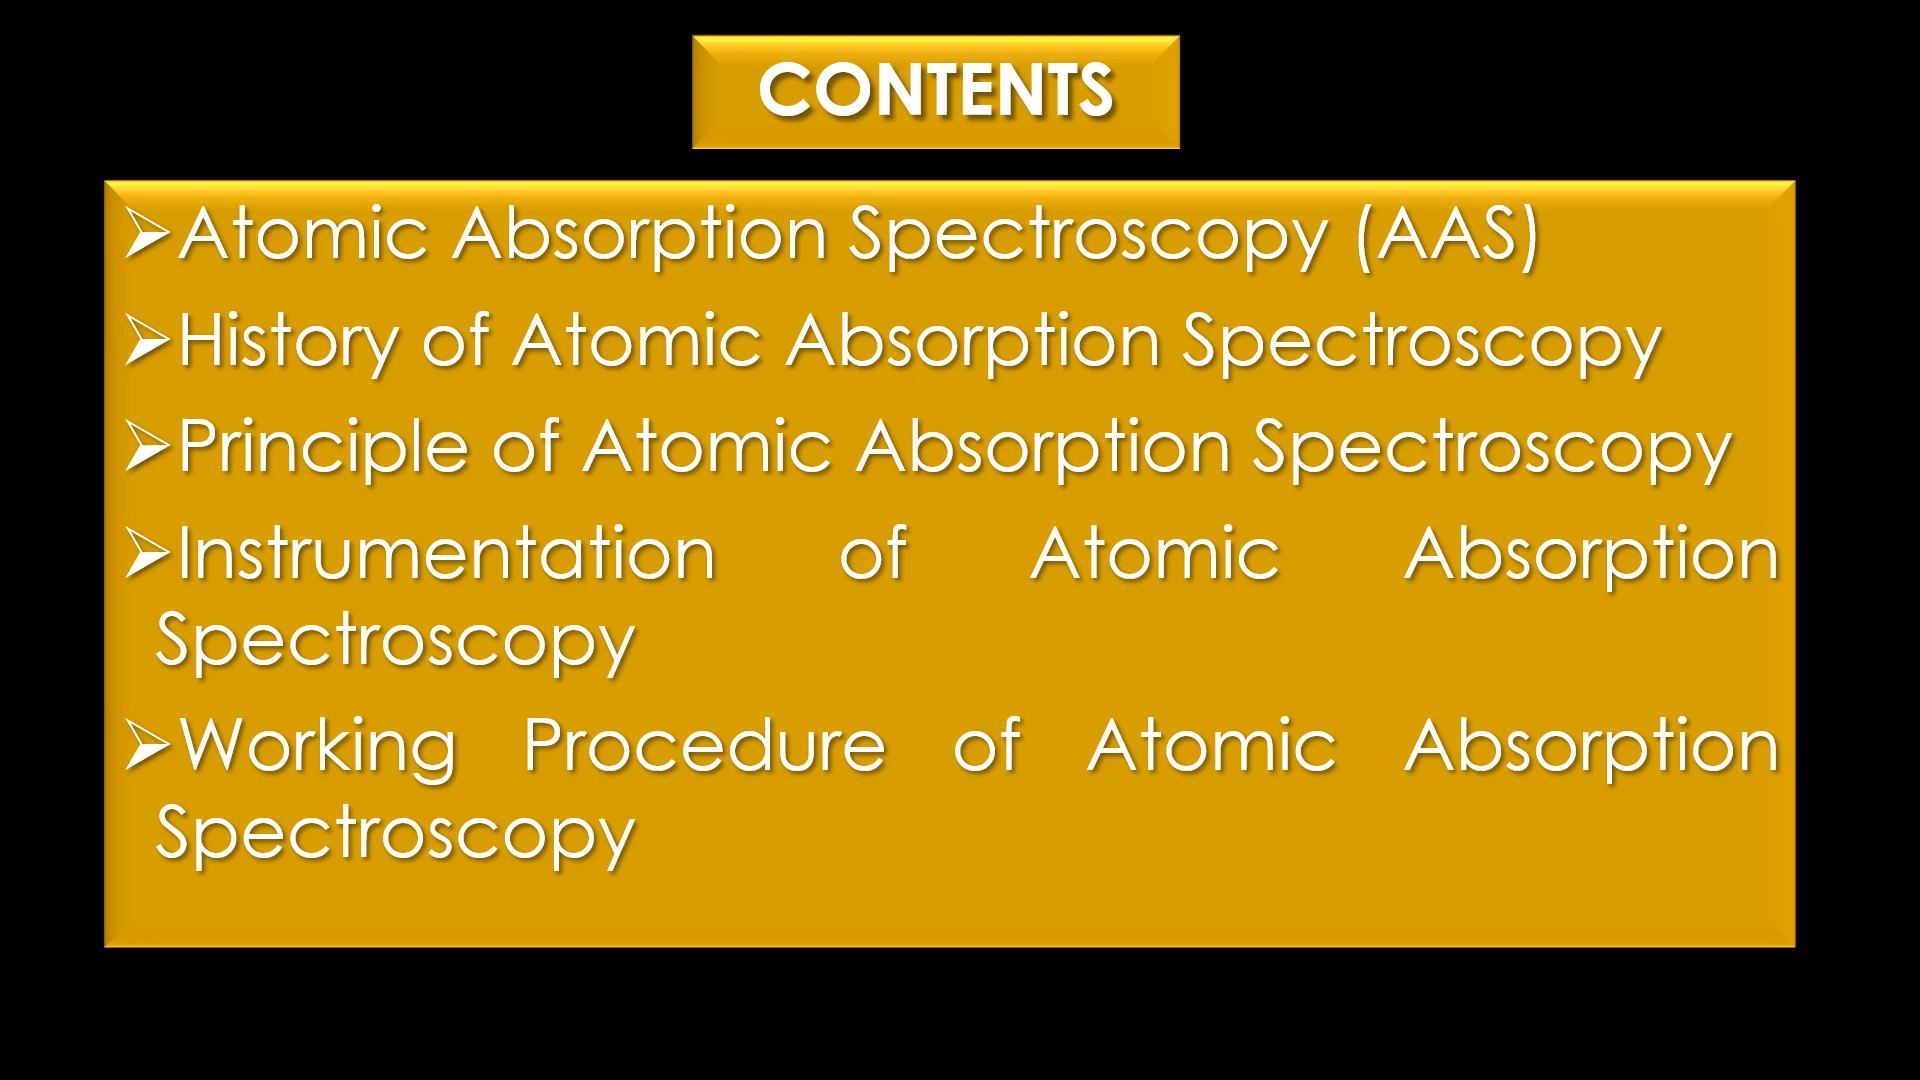 CONTENTS
➢Atomic Absorption Spectroscopy (AAS)
➢History of Atomic Absorption Spectroscopy
➢Principle of Atomic Absorption Spectroscopy
➢Instrumentation of Atomic Absorption
Spectroscopy
➢Working Procedure of Atomic Absorption
Spectroscopy